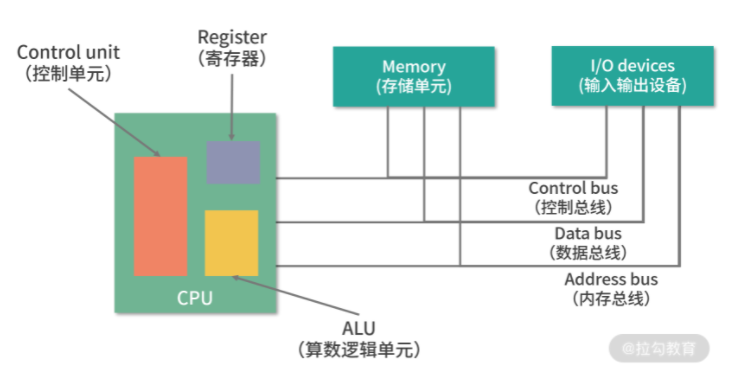 Control unit
（控制单元）
Register
（寄存器）
Memory
(存储单元)
I/O devices
(输入输出设备)
Control bus
（控制总线）
Data bus
（数据总线）
Address bus
（内存总线）
CPU
ALU
（算数逻辑单元）
@拉勾教育